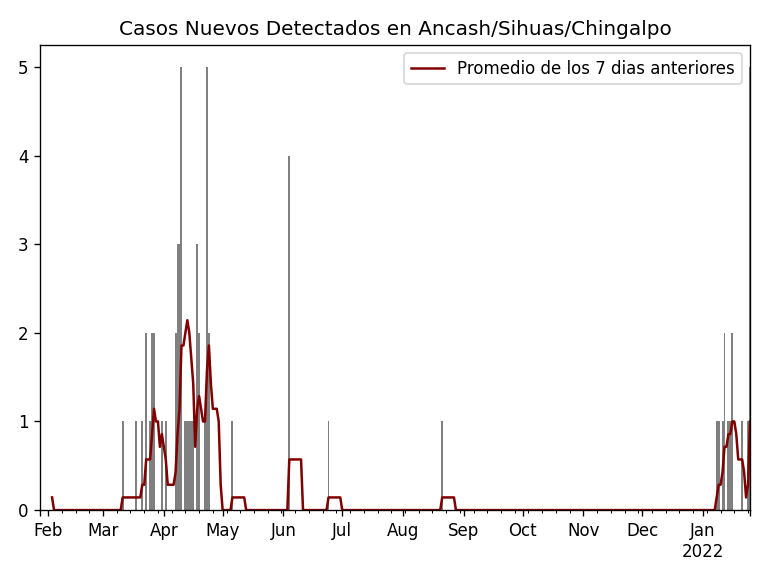 Casos Nuevos Detectados en Ancash/Sihuas/Chingalpo
Promedio de los 7 dias anteriores
5
4
3
2
1
0
Feb Mar Apr May Jun Jul Aug Sep Oct Nov Dec Jan
2022